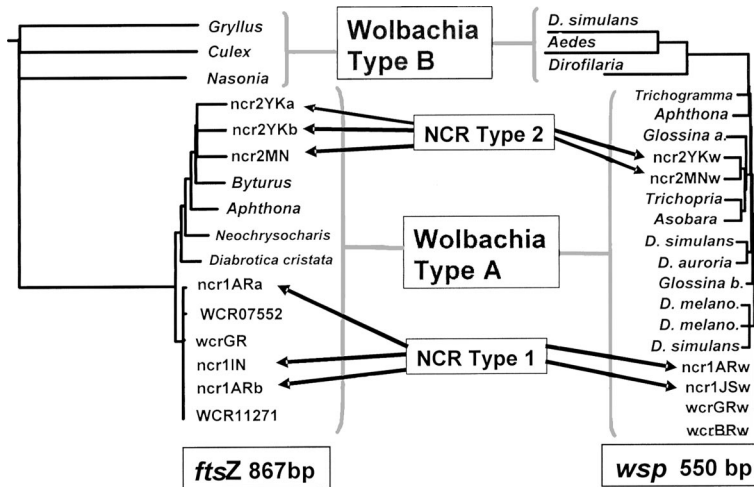 Gryllus
Culex
Nasonia
ncr2YKa
ncr2YKb
ncr2MN
Byturus
Aphthona
Neochrysocharis
Diabrotica cristata
ncr1ARa
WCR07552
wcrGR
ncr1IN
ncr1ARb
WCR11271
ftsZ 867bp
Wolbachia
Type B
NCR Type 2
Wolbachia
Type A
NCR Type 1
D. simulans
Aedes
Dirofilaria
Trichogramma
Aphthona
Glossina a.
ncr2YKw
ncr2MNw
Trichopria
Asobara
D. simulans
D. auroria
Glossina b.
D. melano.
D. melano.
D. simulans
ncr1ARw
ncr1JSw
wcrGRw
wcrBRw
wsp 550 bp